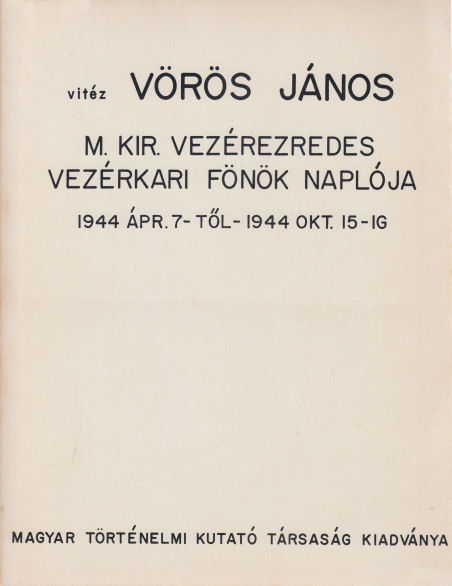 vitéz VÖRÖS JÁNOS
M. KIR. VEZÉREZREDES
VEZÉRKARI FÖNÖK NAPLÓJA
1944 ÁPR. 7- TŐL- 1944 OKT. 15-IG
MAGYAR TÖRTÉNELMI KUTATÓ TÁRSASÁG KIADVÁNYA